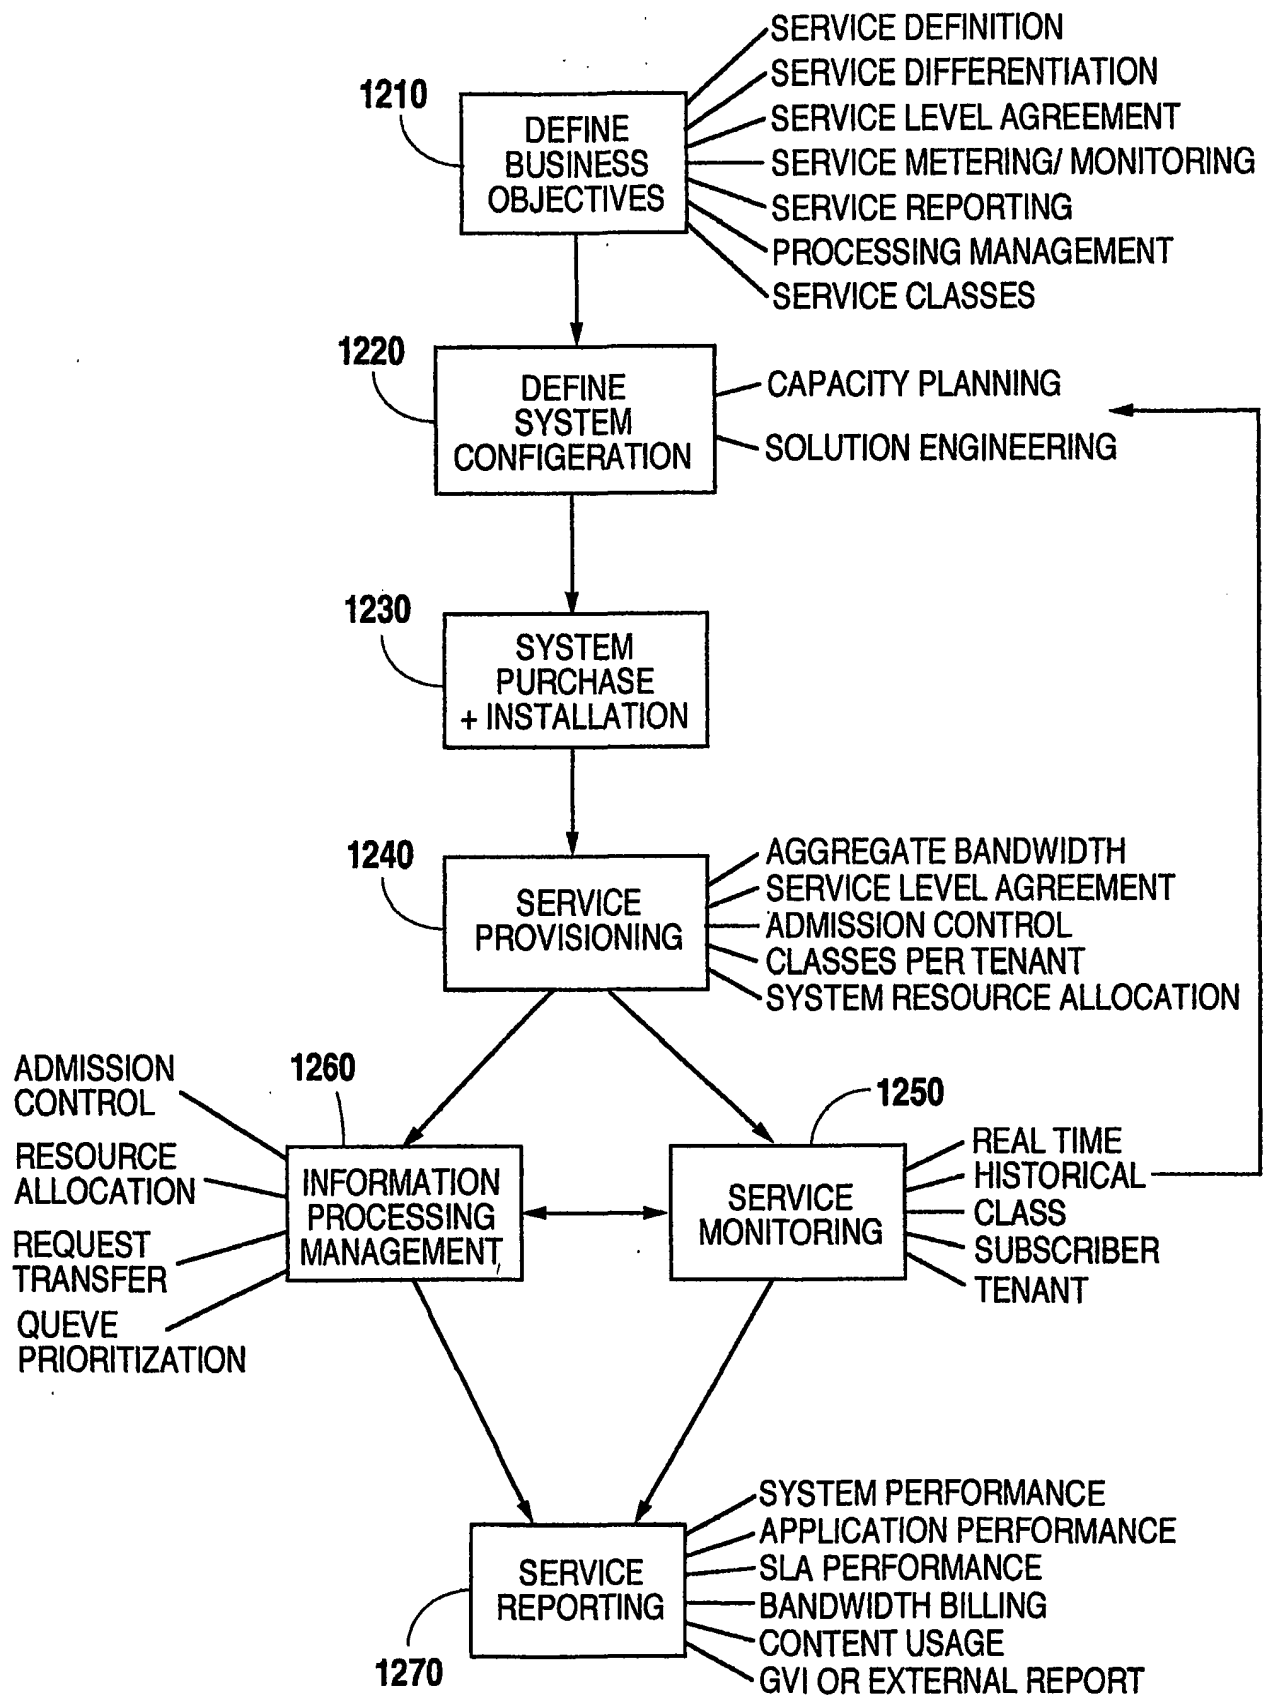 1210
DEFINE
BUSINESS
OBJECTIVES
SERVICE DEFINITION
SERVICE DIFFERENTIATION
SERVICE LEVEL AGREEMENT
SERVICE METERING/ MONITORING
SERVICE REPORTING
PROCESSING MANAGEMENT
SERVICE CLASSES
1220
DEFINE
SYSTEM
CONFIGERATION
CAPACITY PLANNING
SOLUTION ENGINEERING
1230
SYSTEM
PURCHASE
+ INSTALLATION
1240
SERVICE
PROVISIONING
AGGREGATE BANDWIDTH
SERVICE LEVEL AGREEMENT
ADMISSION CONTROL
CLASSES PER TENANT
SYSTEM RESOURCE ALLOCATION
ADMISSION
CONTROL
RESOURCE
ALLOCATION
REQUEST
TRANSFER
QUEVE
PRIORITIZATION
1260
INFORMATION
PROCESSING
MANAGEMENT
1250
SERVICE
MONITORING
REAL TIME
HISTORICAL
CLASS
SUBSCRIBER
TENANT
1270
SERVICE
REPORTING
SYSTEM PERFORMANCE
APPLICATION PERFORMANCE
SLA PERFORMANCE
BANDWIDTH BILLING
CONTENT USAGE
GVI OR EXTERNAL REPORT